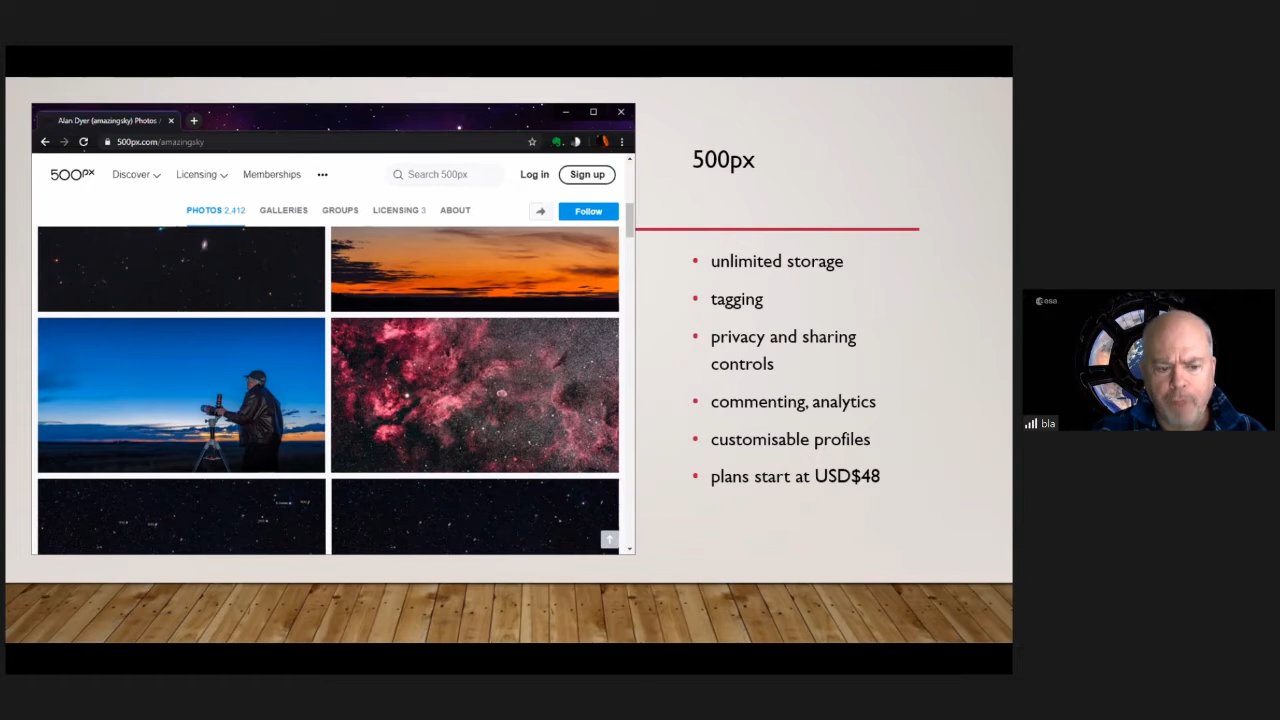 Alan Dyer (amazingsky) Photos /
500px.com/amazingsky
500px Discover Licensing Memberships ••• Search 500px Log in Sign up
PHOTOS 2,412 GALLERIES GROUPS LICENSING 3 ABOUT Follow
500px
• unlimited storage
• tagging
• privacy and sharing
controls
• commenting, analytics
• customisable profiles
• plans start at USD$48
esa
bla